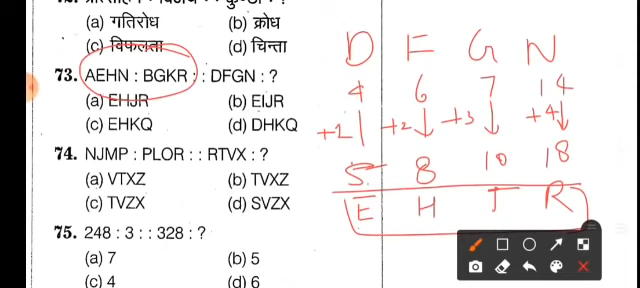 (a) गतिरोध (b) क्रोध
(c) विफलता (d) चिन्ता
73. AEHN : BGKR : : DFGN : ?
(a) EHJR (b) EIJR
(c) EHKQ (d) DHKQ
74. NJMP : PLOR : : RTVX : ?
(a) VTXZ (b) TVXZ
(c) TVZX (d) SVZX
75. 248 : 3 : : 328 : ?
(a) 7 (b) 5
(c) 4 (d) 6
D F G N
4 6 7 14
+1 +2 +3 +4
5 8 10 18
E H J R